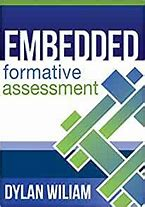 EMBEDDED
formative
assessment
DYLAN WILIAM